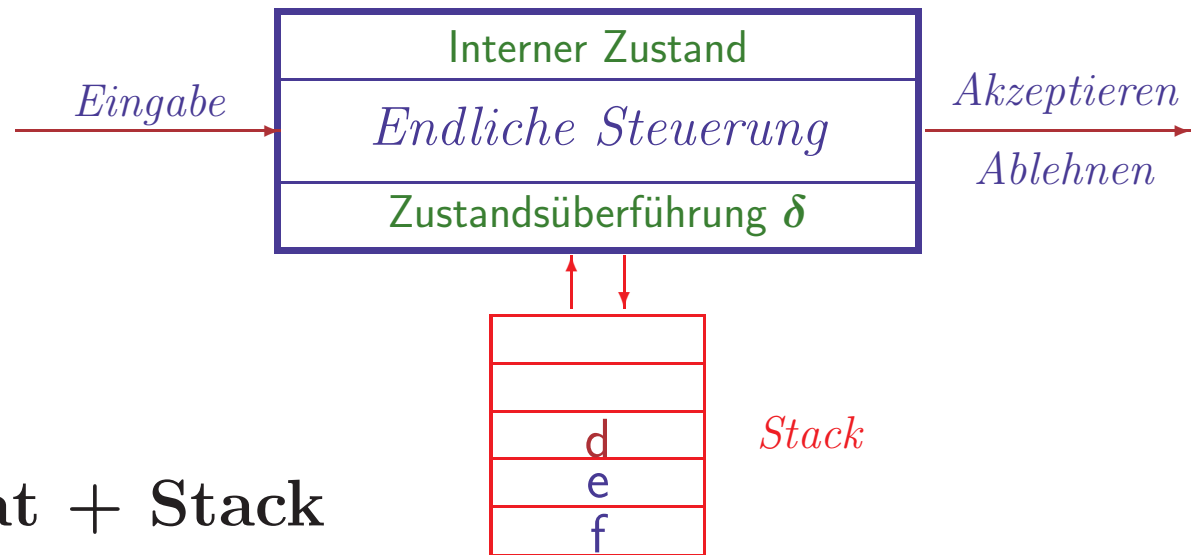 Interner Zustand
Eingabe
Endliche Steuerung
Akzeptieren
Ablehnen
Zustandsüberführung δ
d
Stack
e
f
at + Stack